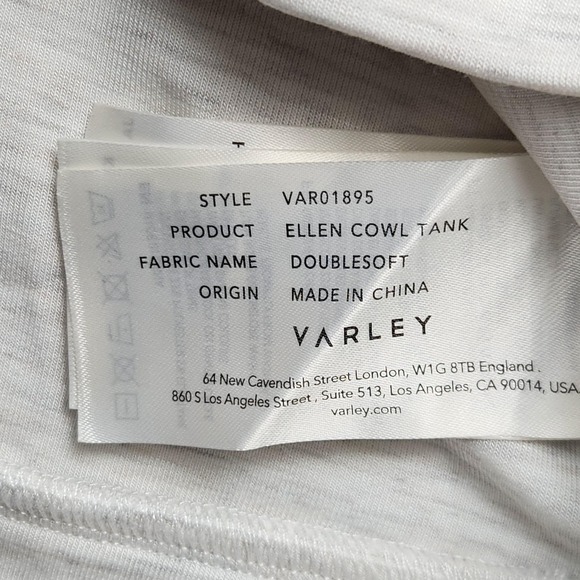 STYLE VAR01895
PRODUCT ELLEN COWL TANK
FABRIC NAME DOUBLESOFT
ORIGIN MADE IN CHINA
VARLEY
64 New Cavendish Street London, W1G 8TB England.
860 S Los Angeles Street, Suite 513, Los Angeles, CA 90014, USA
varley.com